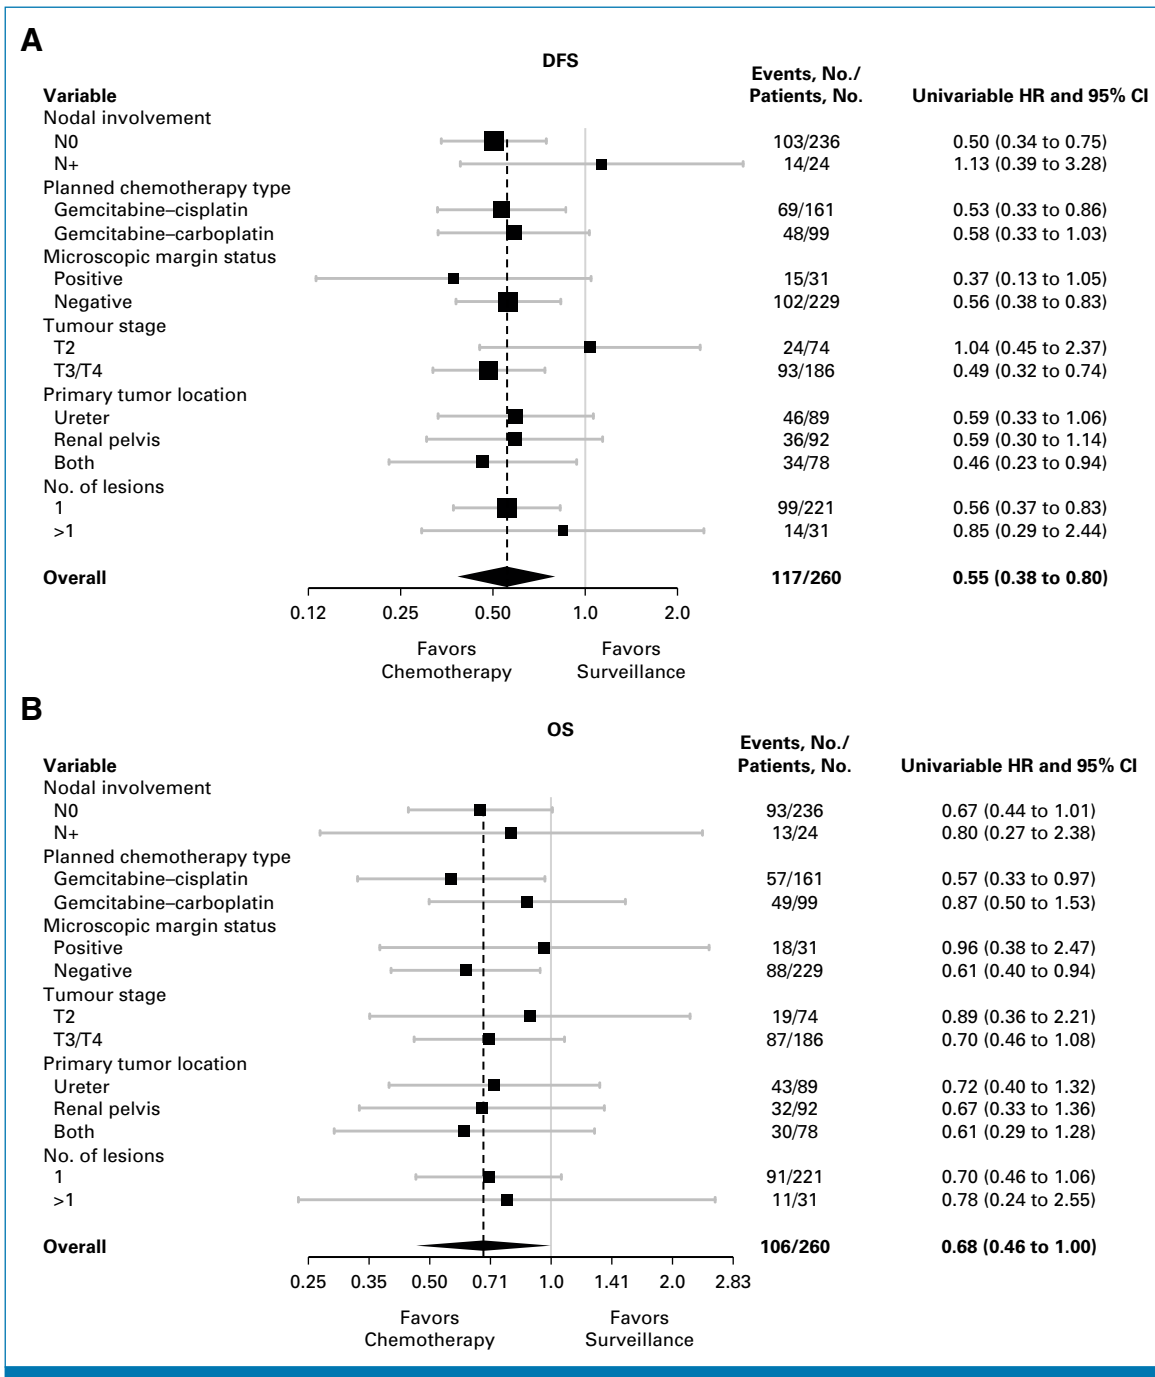 A
DFS
Events, No./
Variable Patients, No. Univariable HR and 95% CI
Nodal involvement
N0 103/236 0.50 (0.34 to 0.75)
N+ 14/24 1.13 (0.39 to 3.28)
Planned chemotherapy type
Gemcitabine–cisplatin 69/161 0.53 (0.33 to 0.86)
Gemcitabine–carboplatin 48/99 0.58 (0.33 to 1.03)
Microscopic margin status
Positive 15/31 0.37 (0.13 to 1.05)
Negative 102/229 0.56 (0.38 to 0.83)
Tumour stage
T2 24/74 1.04 (0.45 to 2.37)
T3/T4 93/186 0.49 (0.32 to 0.74)
Primary tumor location
Ureter 46/89 0.59 (0.33 to 1.06)
Renal pelvis 36/92 0.59 (0.30 to 1.14)
Both 34/78 0.46 (0.23 to 0.94)
No. of lesions
1 99/221 0.56 (0.37 to 0.83)
>1 14/31 0.85 (0.29 to 2.44)
Overall 117/260 0.55 (0.38 to 0.80)
0.12 0.25 0.50 1.0 2.0
Favors Favors
Chemotherapy Surveillance
B
OS
Events, No./
Variable Patients, No. Univariable HR and 95% CI
Nodal involvement
N0 93/236 0.67 (0.44 to 1.01)
N+ 13/24 0.80 (0.27 to 2.38)
Planned chemotherapy type
Gemcitabine–cisplatin 57/161 0.57 (0.33 to 0.97)
Gemcitabine–carboplatin 49/99 0.87 (0.50 to 1.53)
Microscopic margin status
Positive 18/31 0.96 (0.38 to 2.47)
Negative 88/229 0.61 (0.40 to 0.94)
Tumour stage
T2 19/74 0.89 (0.36 to 2.21)
T3/T4 87/186 0.70 (0.46 to 1.08)
Primary tumor location
Ureter 43/89 0.72 (0.40 to 1.32)
Renal pelvis 32/92 0.67 (0.33 to 1.36)
Both 30/78 0.61 (0.29 to 1.28)
No. of lesions
1 91/221 0.70 (0.46 to 1.06)
>1 11/31 0.78 (0.24 to 2.55)
Overall 106/260 0.68 (0.46 to 1.00)
0.25 0.35 0.50 0.71 1.0 1.41 2.0 2.83
Favors Favors
Chemotherapy Surveillance